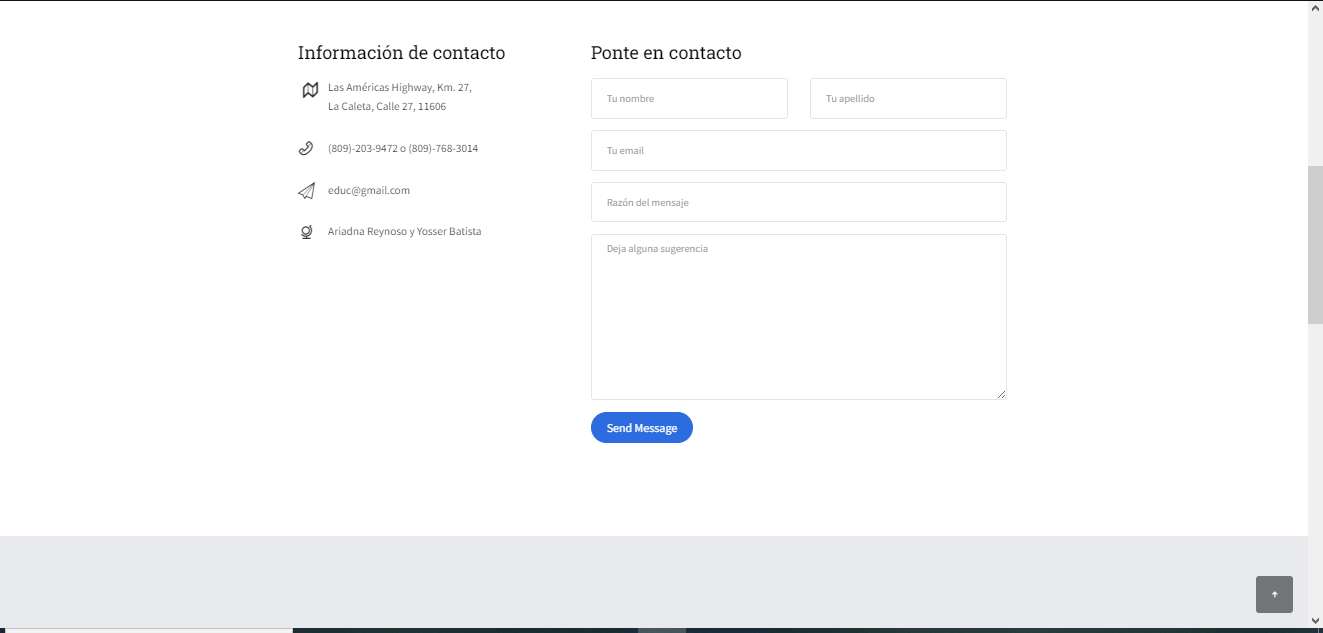 Información de contacto
Las Américas Highway, Km. 27,
La Caleta, Calle 27, 11606
(809)-203-9472 o (809)-768-3014
educ@gmail.com
Ariadna Reynoso y Yosser Batista
Ponte en contacto
Tu nombre
Tu apellido
Tu email
Razón del mensaje
Deja alguna sugerencia
Send Message